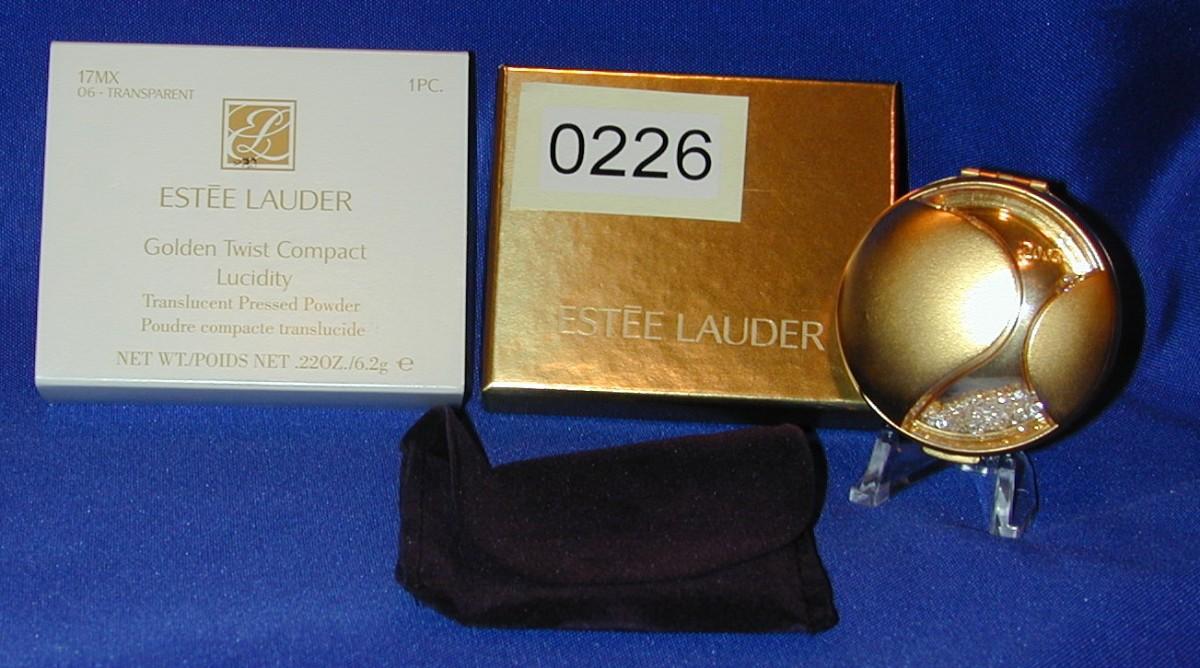 17MX
06 - TRANSPARENT
1PC.
EL
ESTĒE LAUDER
Golden Twist Compact
Lucidity
Translucent Pressed Powder
Poudre compacte translucide
NET WT./POIDS NET .22OZ./6.2g e
0226
ESTĒE LAUDER